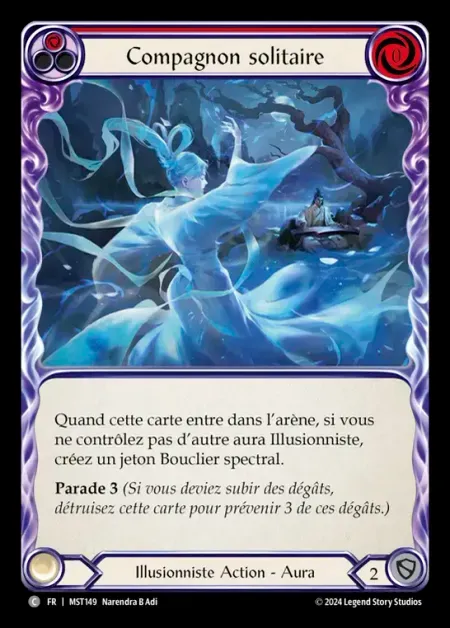 Compagnon solitaire
0
Quand cette carte entre dans l'arène, si vous
ne contrôlez pas d'autre aura Illusionniste,
créez un jeton Bouclier spectral.
Parade 3 (Si vous deviez subir des dégâts,
détruisez cette carte pour prévenir 3 de ces dégâts.)
Illusionniste Action - Aura
2
C FR | MST149 Narendra B Adi
© 2024 Legend Story Studios